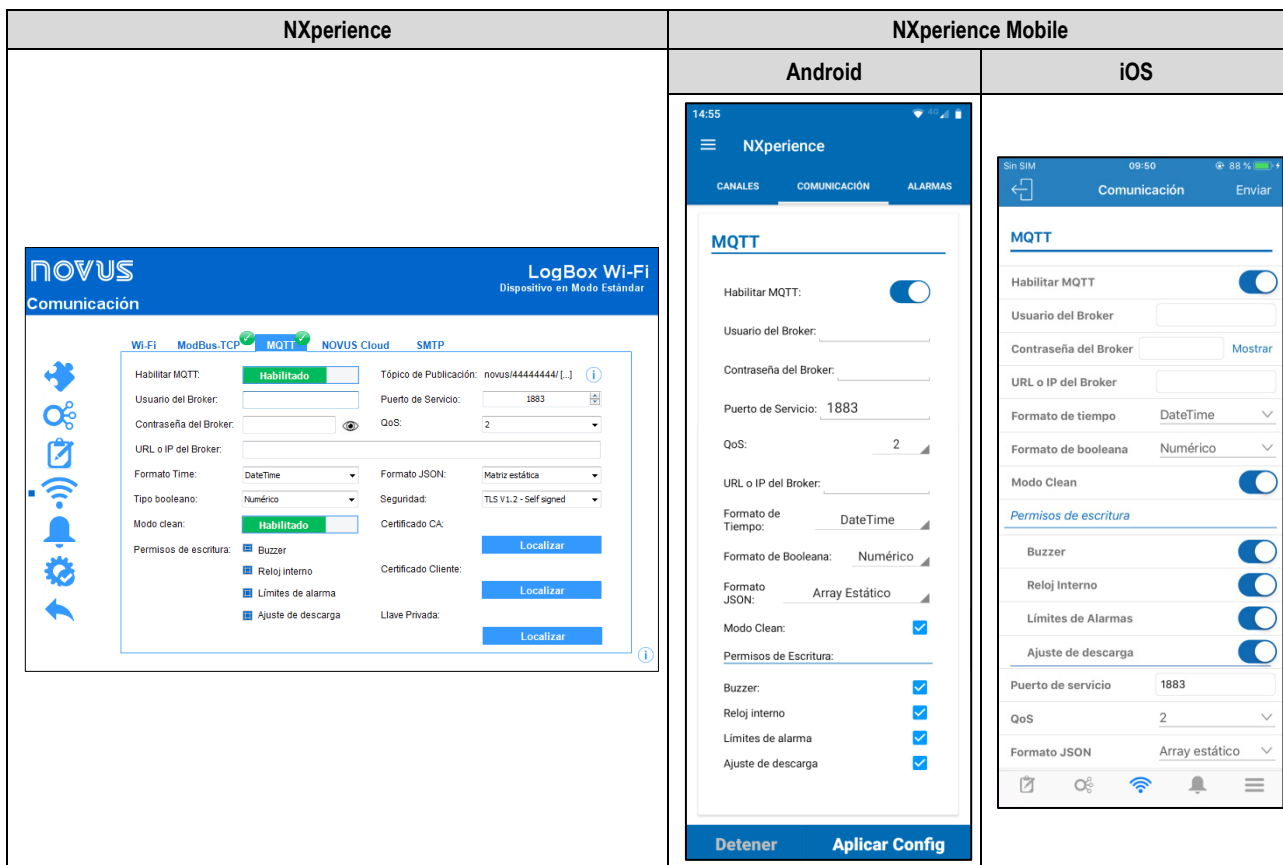 NXperience
NXperience Mobile
Android
iOS
novus
LogBox Wi-Fi
Dispositivo en Modo Estándar
Comunicación
Wi-Fi ModBus-TCP MQTT NOVUS Cloud SMTP
Habilitar MQTT: Habilitado Tópico de Publicación: novus/44444444/ [...] i
Usuario del Broker: Puerto de Servicio: 1883
Contraseña del Broker: QoS: 2
URL o IP del Broker:
Formato Time: DateTime Formato JSON: Matriz estática
Tipo booleano: Numérico Seguridad: TLS V1.2 - Self signed
Modo clean: Habilitado Certificado CA:
Localizar
Permisos de escritura: Buzzer
Reloj interno Certificado Cliente:
Límites de alarma Localizar
Ajuste de descarga Llave Privada:
Localizar
i
14:55 4G
NXperience
CANALES COMUNICACIÓN ALARMAS
MQTT
Habilitar MQTT:
Usuario del Broker:
Contraseña del Broker:
Puerto de Servicio: 1883
QoS: 2
URL o IP del Broker:
Formato de
Tiempo: DateTime
Formato de Booleana: Numérico
Formato
JSON: Array Estático
Modo Clean:
Permisos de Escritura:
Buzzer:
Reloj interno
Límites de alarma
Ajuste de descarga
Detener Aplicar Config
Sin SIM 09:50 88 %
Comunicación Enviar
MQTT
Habilitar MQTT
Usuario del Broker
Contraseña del Broker Mostrar
URL o IP del Broker
Formato de tiempo DateTime
Formato de booleana Numérico
Modo Clean
Permisos de escritura
Buzzer
Reloj Interno
Límites de Alarmas
Ajuste de descarga
Puerto de servicio 1883
QoS 2
Formato JSON Array estático